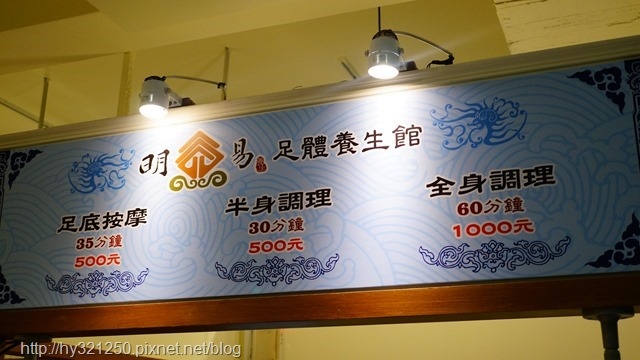 明 易 足體養生館
足底按摩
35分鐘
500元
半身調理
30分鐘
500元
全身調理
60分鐘
1000元
http://hy321250.pixnet.net/blog